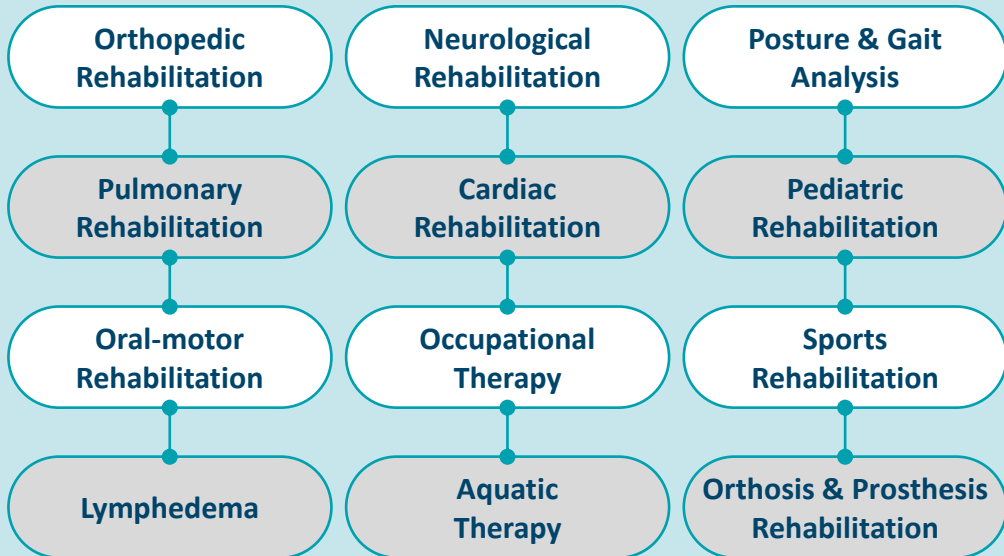 Orthopedic
Rehabilitation
Neurological
Rehabilitation
Posture & Gait
Analysis
Pulmonary
Rehabilitation
Cardiac
Rehabilitation
Pediatric
Rehabilitation
Oral-motor
Rehabilitation
Occupational
Therapy
Sports
Rehabilitation
Lymphedema
Aquatic
Therapy
Orthosis & Prosthesis
Rehabilitation